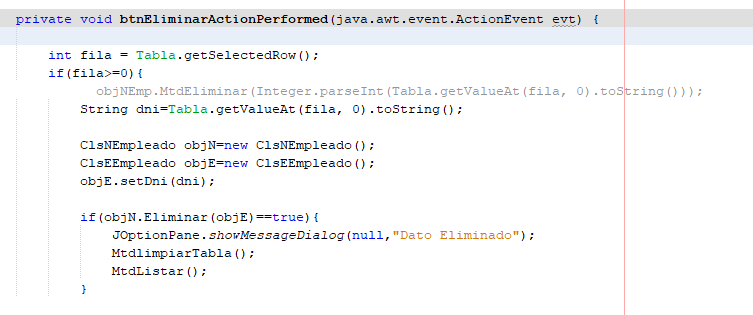 private void btnEliminarActionPerformed(java.awt.event.ActionEvent evt) {
int fila = Tabla.getSelectedRow();
if(fila>=0){
objNEmp.MtdEliminar(Integer.parseInt(Tabla.getValueAt(fila, 0).toString()));
String dni=Tabla.getValueAt(fila, 0).toString();
ClsNEmpleado objN=new ClsNEmpleado();
ClsEEmpleado objE=new ClsEEmpleado();
objE.setDni(dni);
if(objN.Eliminar(objE)==true){
JOptionPane.showMessageDialog(null,"Dato Eliminado");
MtdlimpiarTabla();
MtdListar();
}